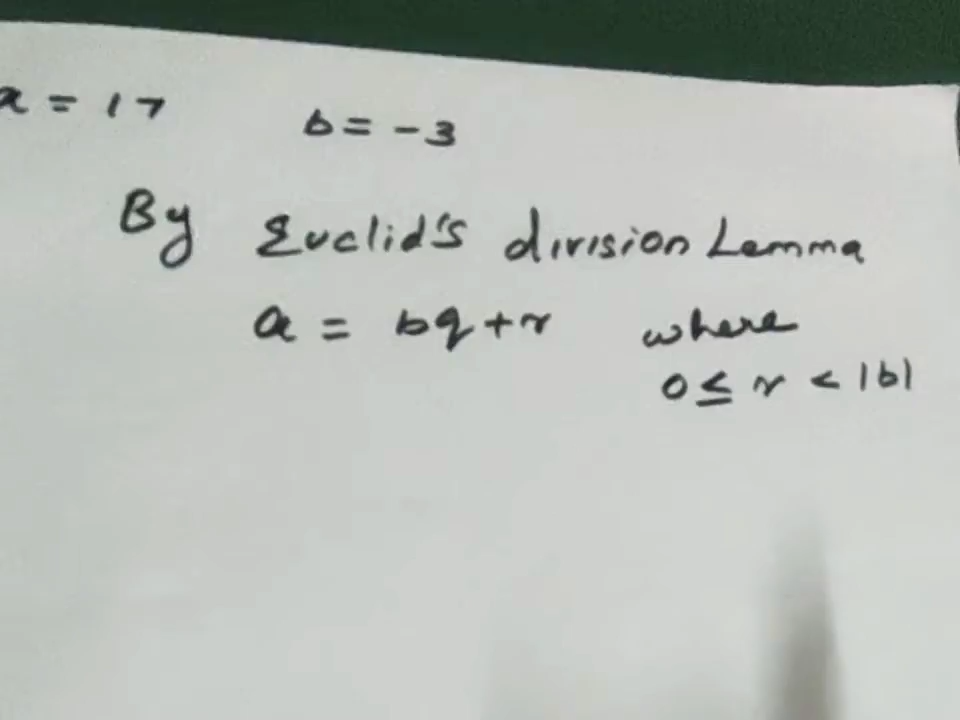 a = 17 b = -3
By Euclid's division Lemma
a = bq + r where
0 ≤ r < |b|